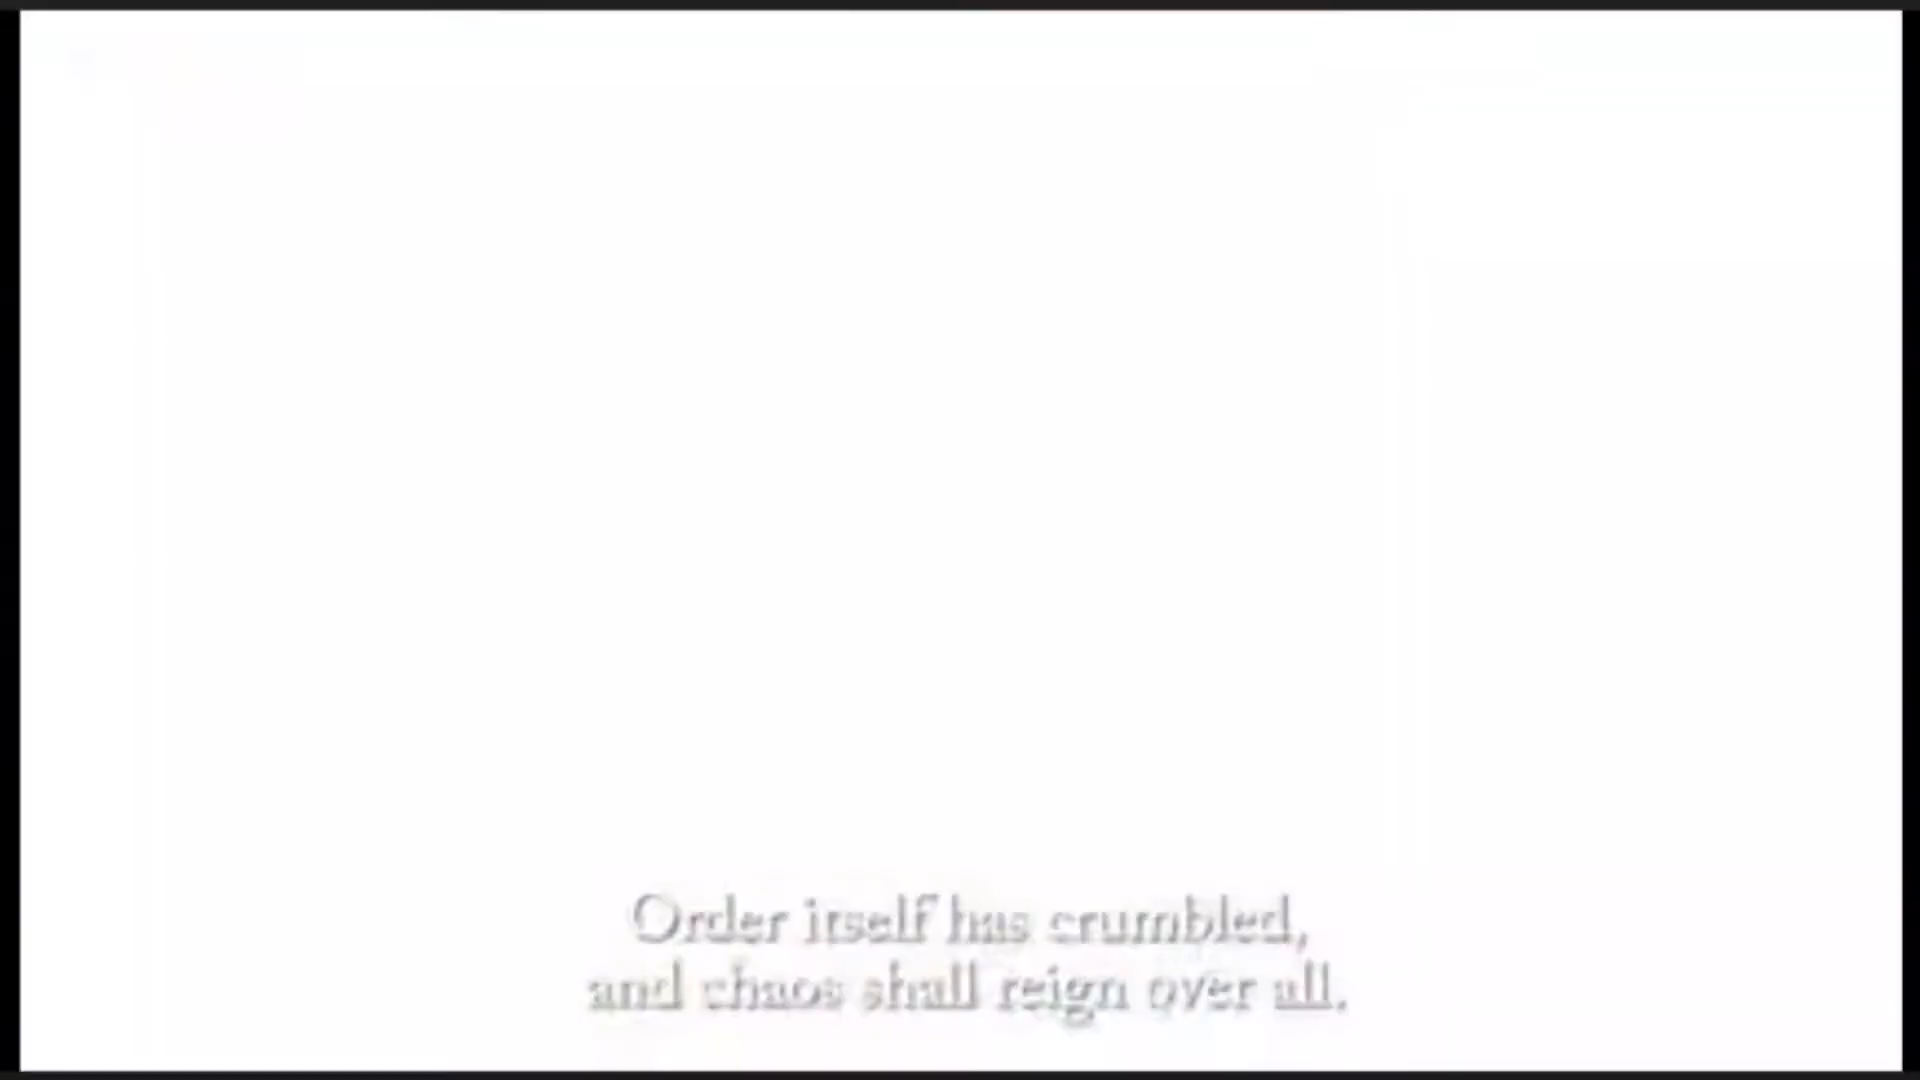 Order itself has crumbled,
and chaos shall reign over all.